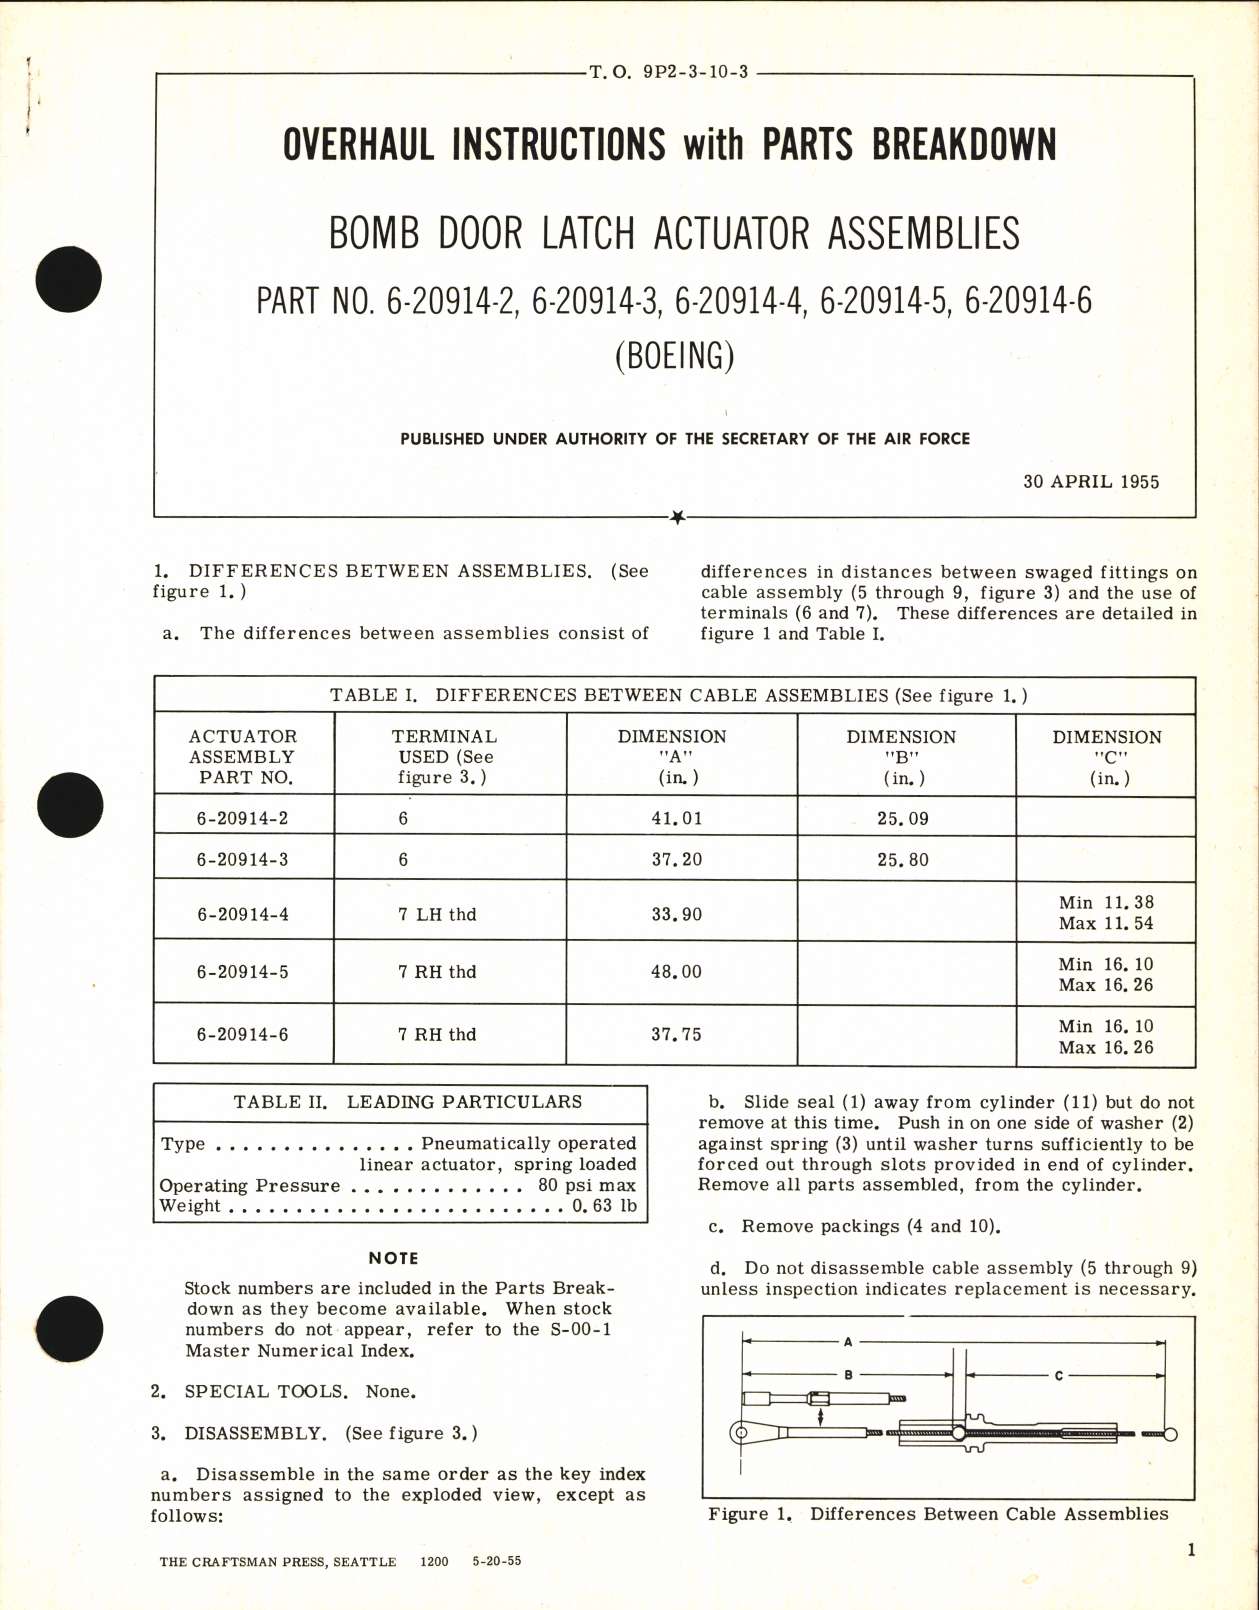 T. O. 9P2-3-10-3
OVERHAUL INSTRUCTIONS with PARTS BREAKDOWN
BOMB DOOR LATCH ACTUATOR ASSEMBLIES
PART NO. 6-20914-2, 6-20914-3, 6-20914-4, 6-20914-5, 6-20914-6
(BOEING)
PUBLISHED UNDER AUTHORITY OF THE SECRETARY OF THE AIR FORCE
30 APRIL 1955
1. DIFFERENCES BETWEEN ASSEMBLIES. (See
figure 1.)
a. The differences between assemblies consist of
differences in distances between swaged fittings on
cable assembly (5 through 9, figure 3) and the use of
terminals (6 and 7). These differences are detailed in
figure 1 and Table I.
TABLE I. DIFFERENCES BETWEEN CABLE ASSEMBLIES (See figure 1.)
ACTUATOR ASSEMBLY PART NO. TERMINAL USED (See figure 3.) DIMENSION "A" (in.) DIMENSION "B" (in.) DIMENSION "C" (in.)
6-20914-2 6 41.01 25.09
6-20914-3 6 37.20 25.80
6-20914-4 7 LH thd 33.90 Min 11.38 Max 11.54
6-20914-5 7 RH thd 48.00 Min 16.10 Max 16.26
6-20914-6 7 RH thd 37.75 Min 16.10 Max 16.26
TABLE II. LEADING PARTICULARS
Type . . . . . . . . . . . . . . . Pneumatically operated
linear actuator, spring loaded
Operating Pressure . . . . . . . . . . . . . 80 psi max
Weight . . . . . . . . . . . . . . . . . . . . . . . . . 0.63 lb
NOTE
Stock numbers are included in the Parts Break-
down as they become available. When stock
numbers do not appear, refer to the S-00-1
Master Numerical Index.
2. SPECIAL TOOLS. None.
3. DISASSEMBLY. (See figure 3.)
a. Disassemble in the same order as the key index
numbers assigned to the exploded view, except as
follows:
b. Slide seal (1) away from cylinder (11) but do not
remove at this time. Push in on one side of washer (2)
against spring (3) until washer turns sufficiently to be
forced out through slots provided in end of cylinder.
Remove all parts assembled, from the cylinder.
c. Remove packings (4 and 10).
d. Do not disassemble cable assembly (5 through 9)
unless inspection indicates replacement is necessary.
A
B C
Figure 1. Differences Between Cable Assemblies
THE CRAFTSMAN PRESS, SEATTLE 1200 5-20-55
1